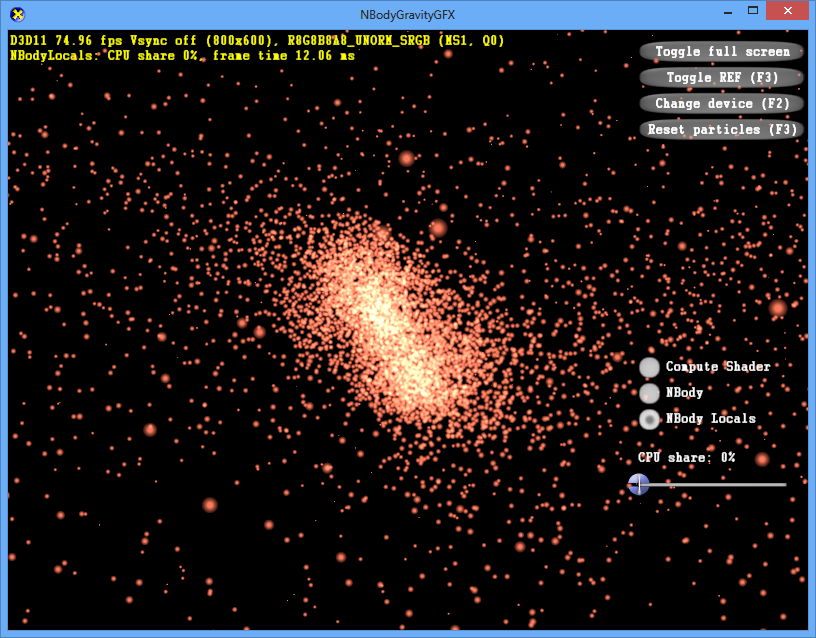 NBodyGravityGFX
D3D11 74.96 fps Vsync off (800x600), R8G8B8A8_UNORM_SRGB (MS1, Q0)
NBodyLocals: CPU share 0%, frame time 12.06 ms
Toggle full screen
Toggle REF (F3)
Change device (F2)
Reset particles (F3)
Compute Shader
NBody
NBody Locals
CPU share: 0%